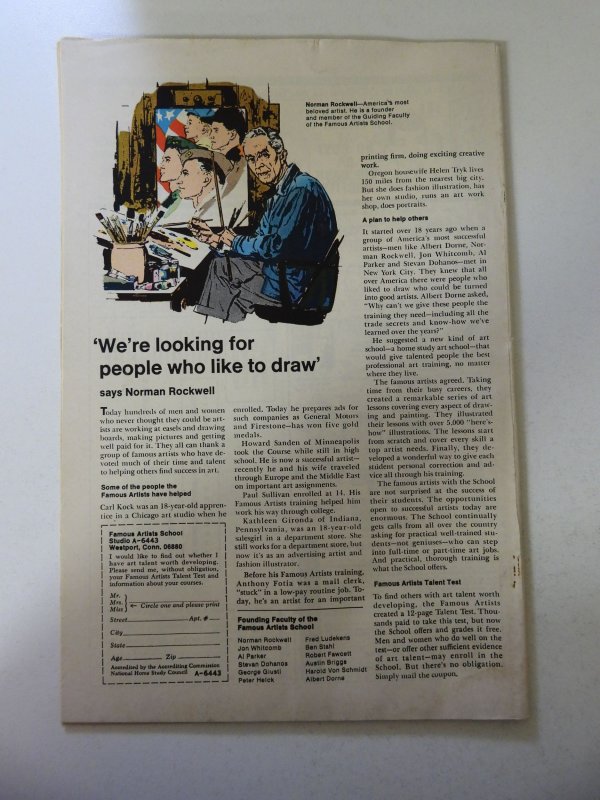 Norman Rockwell—America's most
beloved artist. He is a founder
and member of the Guiding Faculty
of the Famous Artists School.
'We're looking for
people who like to draw'
says Norman Rockwell
Today hundreds of men and women
who never thought they could be art-
ists are working at easels and drawing
boards, making pictures and getting
well paid for it. They all can thank a
group of famous artists who have de-
voted much of their time and talent
to helping others find success in art.
Some of the people the
Famous Artists have helped
Carl Kock was an 18-year-old appren-
tice in a Chicago art studio when he
enrolled. Today he prepares ads for
such companies as General Motors
and Firestone—has won five gold
medals.
Howard Sanden of Minneapolis
took the Course while still in high
school. He is now a successful artist—
recently he and his wife traveled
through Europe and the Middle East
on important art assignments.
Paul Sullivan enrolled at 14. His
Famous Artists training helped him
work his way through college.
Kathleen Gironda of Indiana,
Pennsylvania, was an 18-year-old
salesgirl in a department store. She
still works for a department store, but
now it's as an advertising artist and
fashion illustrator.
Before his Famous Artists training,
Anthony Fotia was a mail clerk,
"stuck" in a low-pay routine job. To-
day, he's an artist for an important
printing firm, doing exciting creative
work.
Oregon housewife Helen Tryk lives
150 miles from the nearest big city.
But she does fashion illustration, has
her own studio, runs an art work
shop, does portraits.
A plan to help others
It started over 18 years ago when a
group of America's most successful
artists—men like Albert Dorne, Nor-
man Rockwell, Jon Whitcomb, Al
Parker and Stevan Dohanos—met in
New York City. They knew that all
over America there were people who
liked to draw who could be turned
into good artists. Albert Dorne asked,
"Why can't we give these people the
training they need—including all the
trade secrets and know-how we've
learned over the years?"
He suggested a new kind of art
school—a home study art school—that
would give talented people the best
professional art training, no matter
where they live.
The famous artists agreed. Taking
time from their busy careers, they
created a remarkable series of art
lessons covering every aspect of draw-
ing and painting. They illustrated
their lessons with over 5,000 "here's-
how" illustrations. The lessons start
from scratch and cover every skill a
top artist needs. Finally, they de-
veloped a wonderful way to give each
student personal correction and ad-
vice all through his training.
The famous artists with the School
are not surprised at the success of
their students. The opportunities
open to successful artists today are
enormous. The School continually
gets calls from all over the country
asking for practical well-trained stu-
dents—not geniuses—who can step
into full-time or part-time art jobs.
And practical, thorough training is
what the School offers.
Famous Artists Talent Test
To find others with art talent worth
developing, the Famous Artists
created a 12-page Talent Test. Thou-
sands paid to take this test, but now
the School offers and grades it free.
Men and women who do well on the
test—or offer other sufficient evidence
of art talent—may enroll in the
School. But there's no obligation.
Simply mail the coupon.
Famous Artists School
Studio A-6443
Westport, Conn. 06880
I would like to find out whether I
have art talent worth developing.
Please send me, without obligation,
your Famous Artists Talent Test and
information about your courses.
Mr.
Mrs.
Miss
← Circle one and please print
Street Apt. #
City
State
Age Zip
Accredited by the Accrediting Commission
National Home Study Council A-6443
Founding Faculty of the
Famous Artists School
Norman Rockwell
Jon Whitcomb
Al Parker
Stevan Dohanos
George Giusti
Peter Helck
Fred Ludekens
Ben Stahl
Robert Fawcett
Austin Briggs
Harold Von Schmidt
Albert Dorne